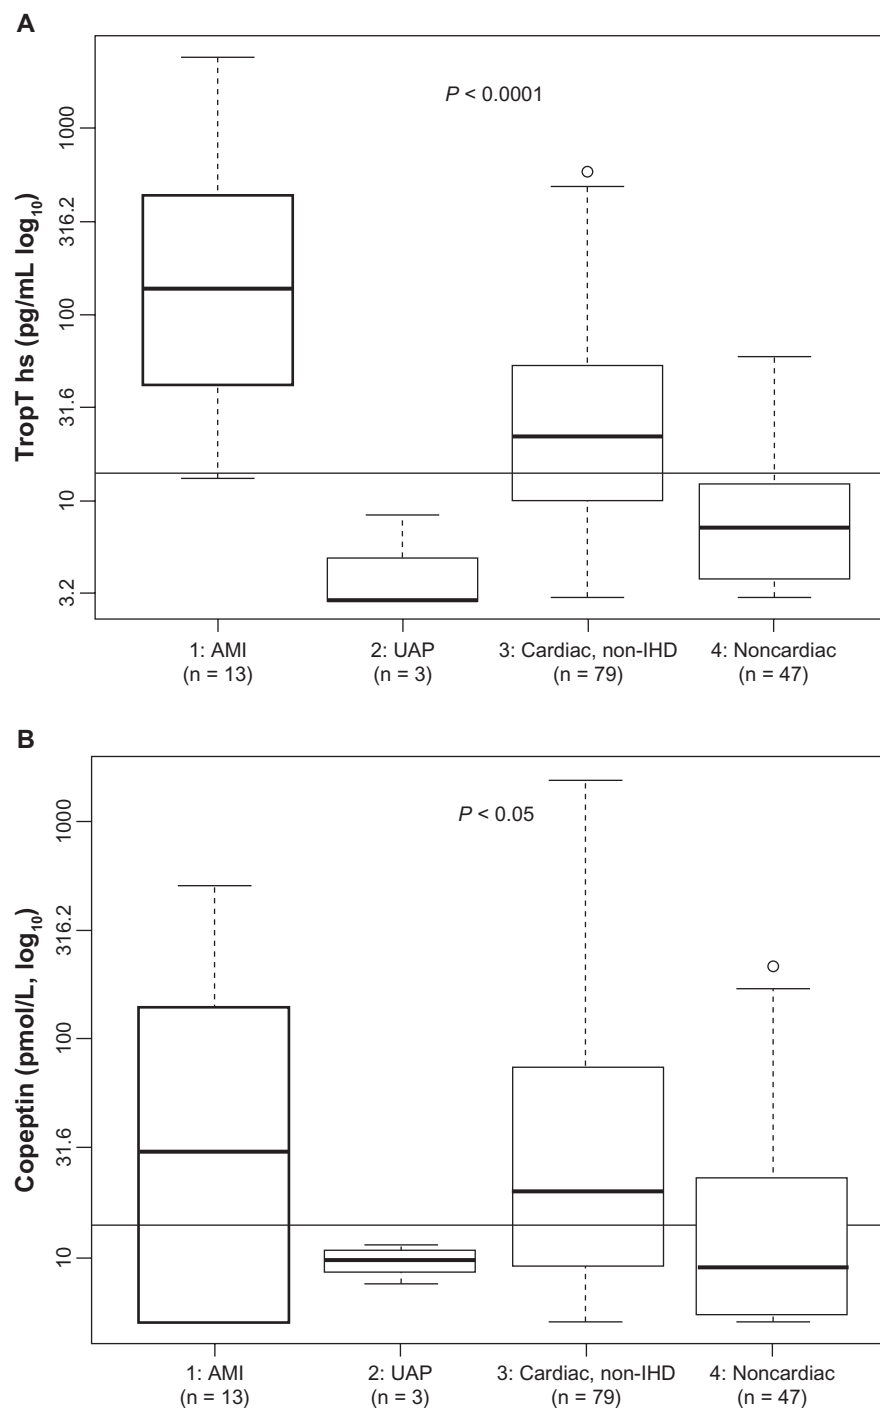 A
P < 0.0001
TropT hs (pg/mL log₁₀)
1000
316.2
100
31.6
10
3.2
1: AMI
(n = 13)
2: UAP
(n = 3)
3: Cardiac, non-IHD
(n = 79)
4: Noncardiac
(n = 47)
B
P < 0.05
Copeptin (pmol/L, log₁₀)
1000
316.2
100
31.6
10
1: AMI
(n = 13)
2: UAP
(n = 3)
3: Cardiac, non-IHD
(n = 79)
4: Noncardiac
(n = 47)